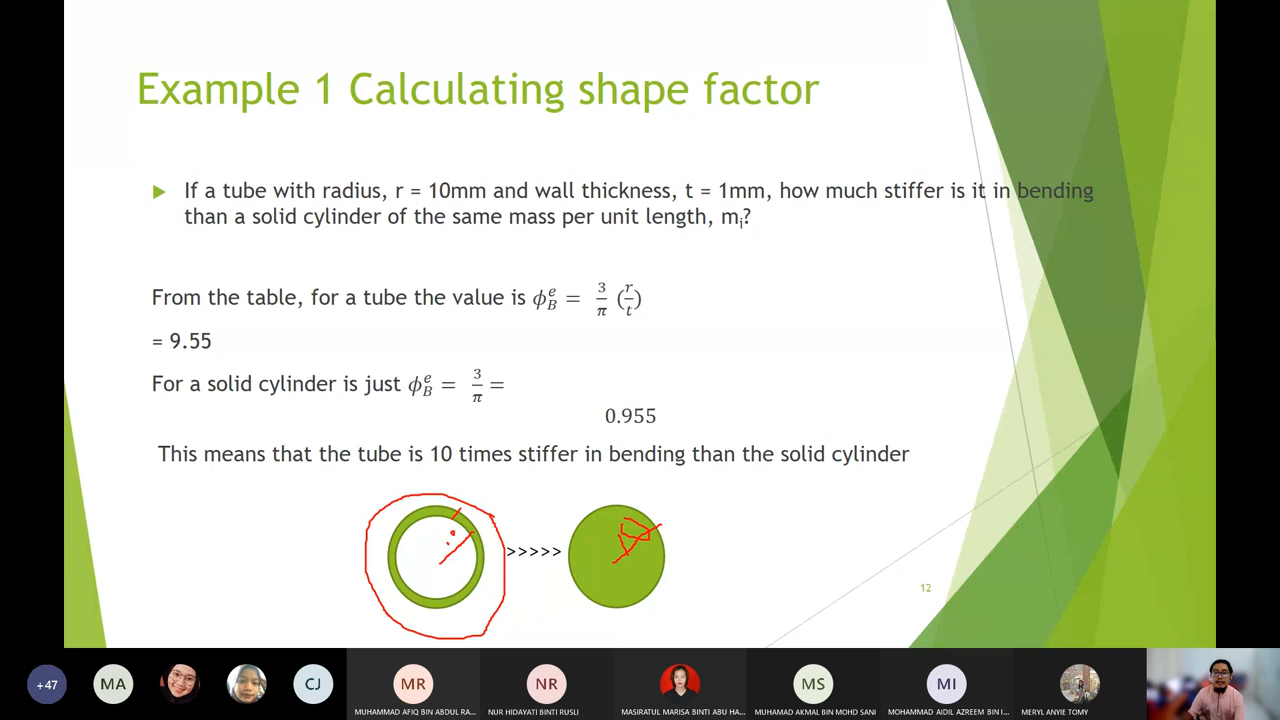 Example 1 Calculating shape factor
If a tube with radius, r = 10mm and wall thickness, t = 1mm, how much stiffer is it in bending
than a solid cylinder of the same mass per unit length, mᵢ?
From the table, for a tube the value is ϕ_B^e = 3/π (r/t)
= 9.55
For a solid cylinder is just ϕ_B^e = 3/π =
0.955
This means that the tube is 10 times stiffer in bending than the solid cylinder
>>>>>
12
+47
MA
CJ
MR
NR
MS
MI
MUHAMMAD AFIQ BIN ABDUL RA...
NUR HIDAYATI BINTI RUSLI
MASIRATUL MARISA BINTI ABU HA...
MUHAMAD AKMAL BIN MOHD SANI
MOHAMMAD AIDIL AZREEM BIN I...
MERYL ANYIE TOMY